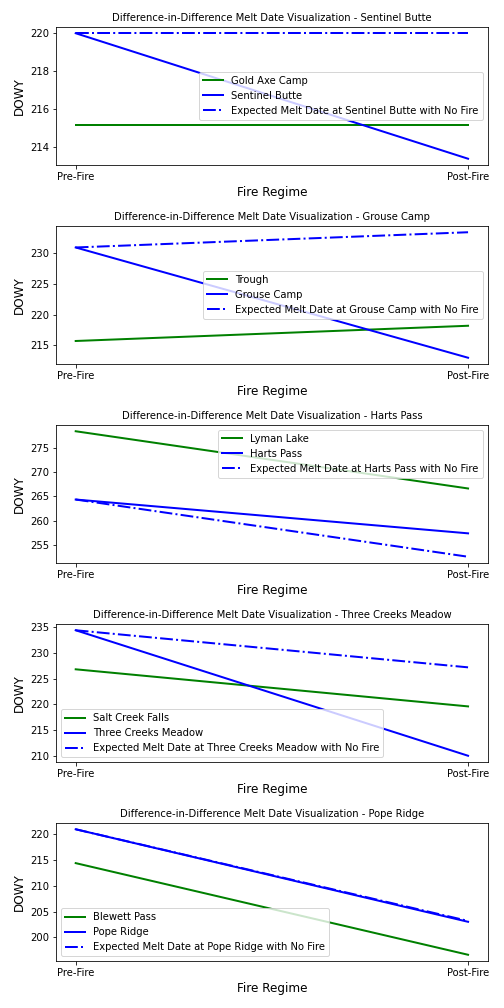 Difference-in-Difference Melt Date Visualization - Sentinel Butte
220
218
216
214
DOWY
Gold Axe Camp
Sentinel Butte
Expected Melt Date at Sentinel Butte with No Fire
Pre-Fire
Post-Fire
Fire Regime
Difference-in-Difference Melt Date Visualization - Grouse Camp
230
225
220
215
DOWY
Trough
Grouse Camp
Expected Melt Date at Grouse Camp with No Fire
Pre-Fire
Post-Fire
Fire Regime
Difference-in-Difference Melt Date Visualization - Harts Pass
275
270
265
260
255
DOWY
Lyman Lake
Harts Pass
Expected Melt Date at Harts Pass with No Fire
Pre-Fire
Post-Fire
Fire Regime
Difference-in-Difference Melt Date Visualization - Three Creeks Meadow
235
230
225
220
215
210
DOWY
Salt Creek Falls
Three Creeks Meadow
Expected Melt Date at Three Creeks Meadow with No Fire
Pre-Fire
Post-Fire
Fire Regime
Difference-in-Difference Melt Date Visualization - Pope Ridge
220
215
210
205
200
DOWY
Blewett Pass
Pope Ridge
Expected Melt Date at Pope Ridge with No Fire
Pre-Fire
Post-Fire
Fire Regime